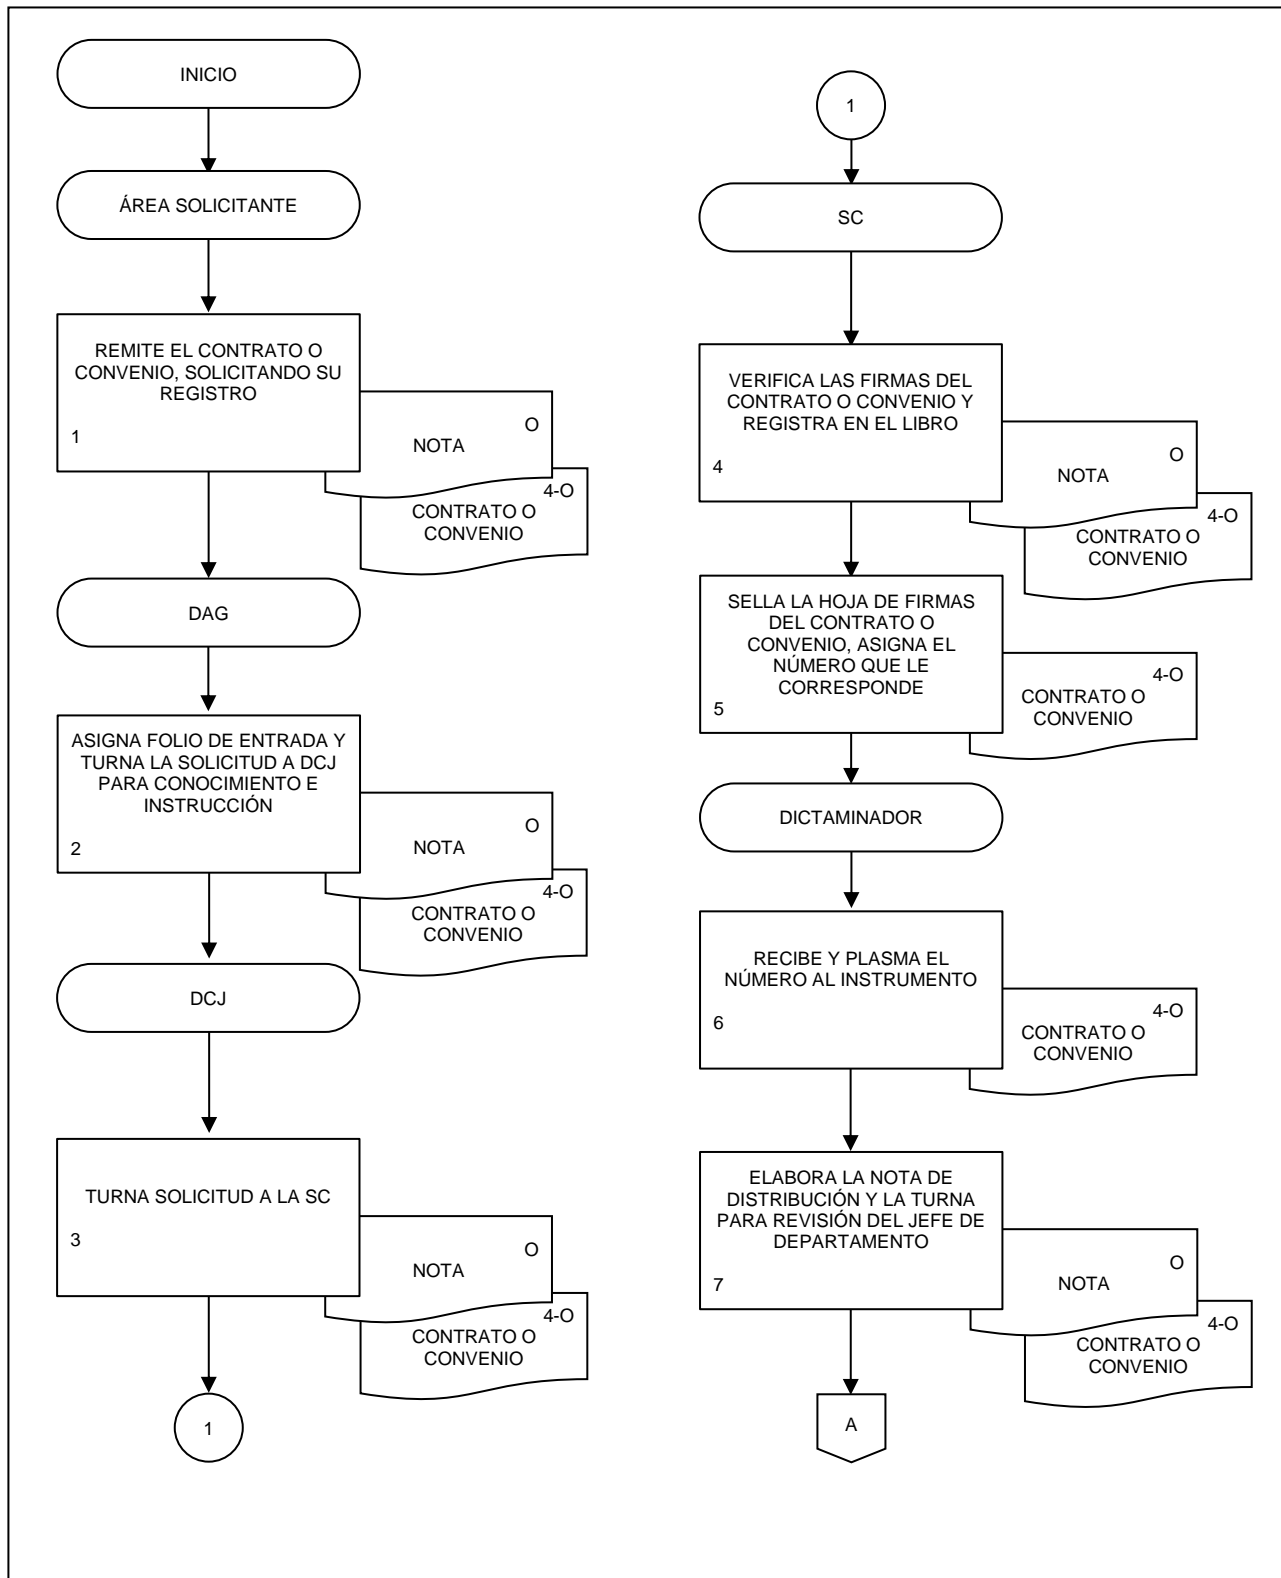 INICIO
ÁREA SOLICITANTE
REMITE EL CONTRATO O
CONVENIO, SOLICITANDO SU
REGISTRO
1
O
NOTA
4-O
CONTRATO O
CONVENIO
DAG
ASIGNA FOLIO DE ENTRADA Y
TURNA LA SOLICITUD A DCJ
PARA CONOCIMIENTO E
INSTRUCCIÓN
2
O
NOTA
4-O
CONTRATO O
CONVENIO
DCJ
TURNA SOLICITUD A LA SC
3
O
NOTA
4-O
CONTRATO O
CONVENIO
1
1
SC
VERIFICA LAS FIRMAS DEL
CONTRATO O CONVENIO Y
REGISTRA EN EL LIBRO
4
O
NOTA
4-O
CONTRATO O
CONVENIO
SELLA LA HOJA DE FIRMAS
DEL CONTRATO O
CONVENIO, ASIGNA EL
NÚMERO QUE LE
CORRESPONDE
5
4-O
CONTRATO O
CONVENIO
DICTAMINADOR
RECIBE Y PLASMA EL
NÚMERO AL INSTRUMENTO
6
4-O
CONTRATO O
CONVENIO
ELABORA LA NOTA DE
DISTRIBUCIÓN Y LA TURNA
PARA REVISIÓN DEL JEFE DE
DEPARTAMENTO
7
O
NOTA
4-O
CONTRATO O
CONVENIO
A